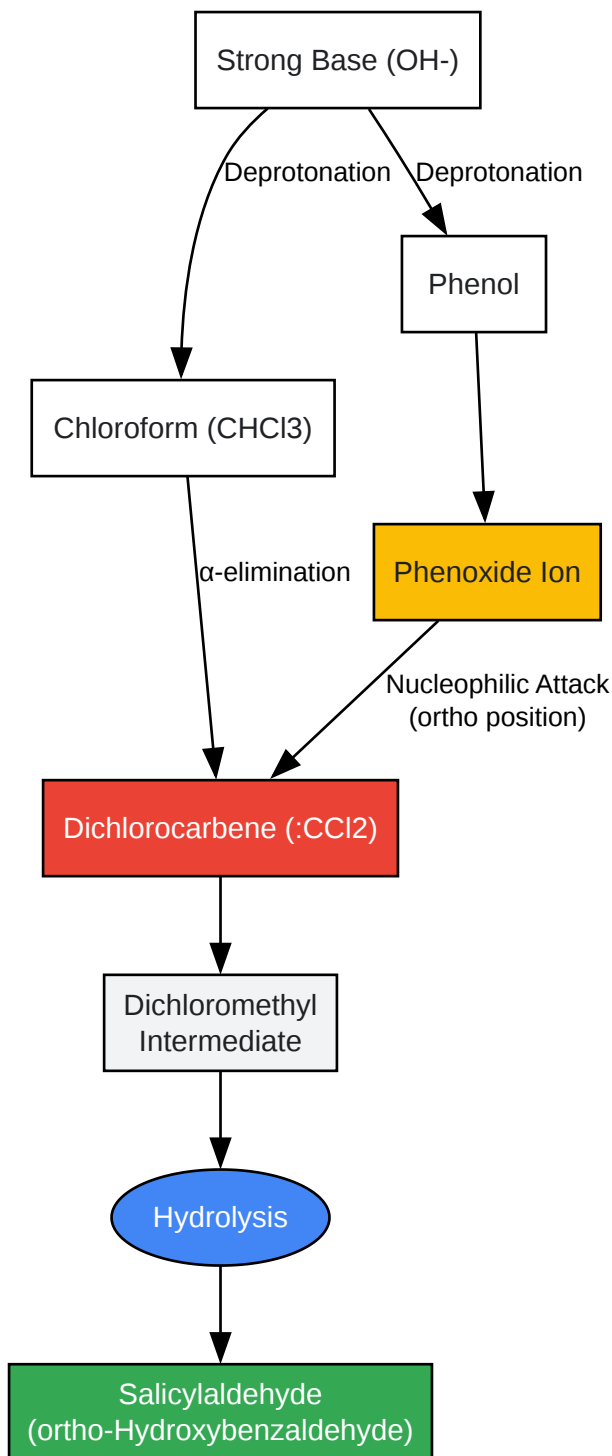 Strong Base (OH-)
Deprotonation
Deprotonation
Phenol
Chloroform (CHCl3)
α-elimination
Phenoxide Ion
Nucleophilic Attack
(ortho position)
Dichlorocarbene (:CCl2)
Dichloromethyl
Intermediate
Hydrolysis
Salicylaldehyde
(ortho-Hydroxybenzaldehyde)